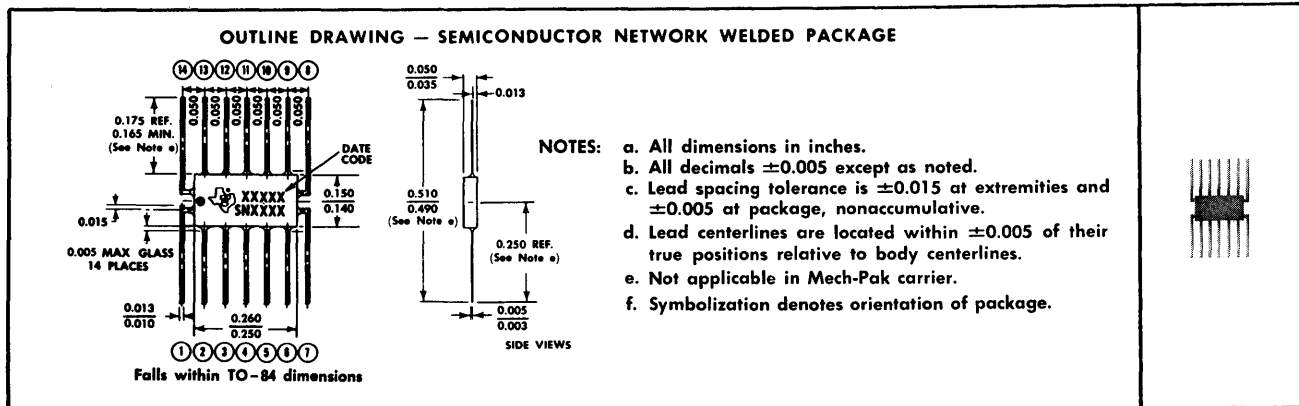 OUTLINE DRAWING — SEMICONDUCTOR NETWORK WELDED PACKAGE
14 13 12 11 10 9 8
0.050 0.050 0.050 0.050 0.050 0.050
0.175 REF.
0.165 MIN.
(See Note e)
DATE
CODE
XXXXX
SNXXXX
0.150
0.140
0.015
0.005 MAX GLASS
14 PLACES
0.013
0.010
0.260
0.250
1 2 3 4 5 6 7
Falls within TO-84 dimensions
0.050
0.035
0.013
0.510
0.490
(See Note e)
0.250 REF.
(See Note e)
0.005
0.003
SIDE VIEWS
NOTES: a. All dimensions in inches.
b. All decimals ±0.005 except as noted.
c. Lead spacing tolerance is ±0.015 at extremities and
±0.005 at package, nonaccumulative.
d. Lead centerlines are located within ±0.005 of their
true positions relative to body centerlines.
e. Not applicable in Mech-Pak carrier.
f. Symbolization denotes orientation of package.